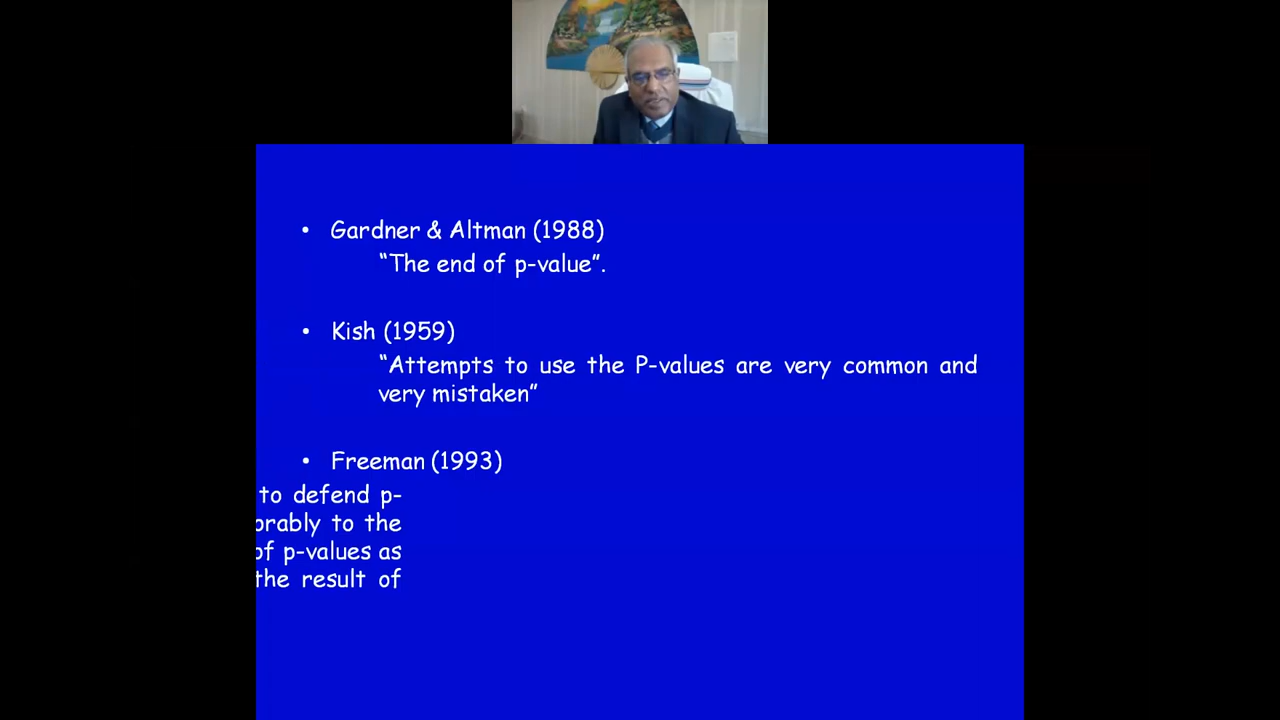 • Gardner & Altman (1988)
“The end of p-value”.
• Kish (1959)
“Attempts to use the P-values are very common and
very mistaken”
• Freeman (1993)
to defend p-
to the
of p-values as
the result of